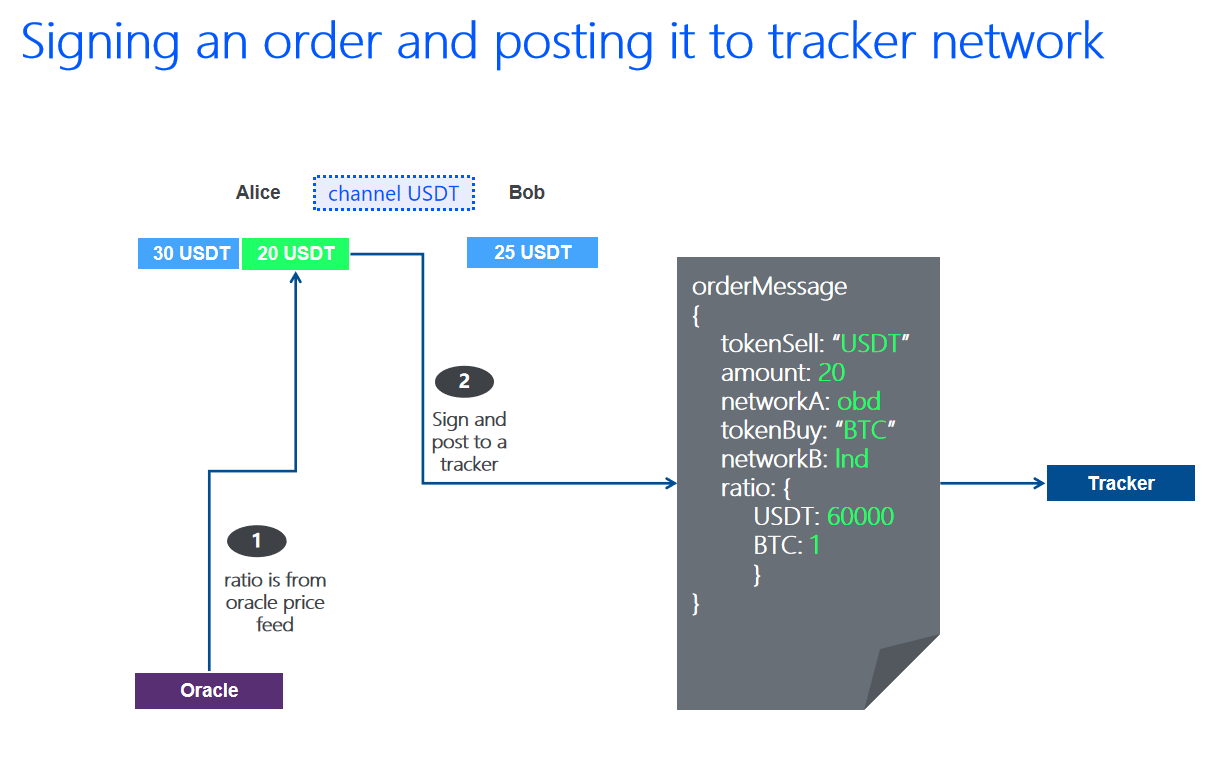 Signing an order and posting it to tracker network
Alice
channel USDT
Bob
30 USDT
20 USDT
25 USDT
orderMessage
{
tokenSell: “USDT”
amount: 20
networkA: obd
tokenBuy: “BTC”
networkB: lnd
ratio: {
USDT: 60000
BTC: 1
}
}
2
Sign and
post to a
tracker
Tracker
1
ratio is from
oracle price
feed
Oracle